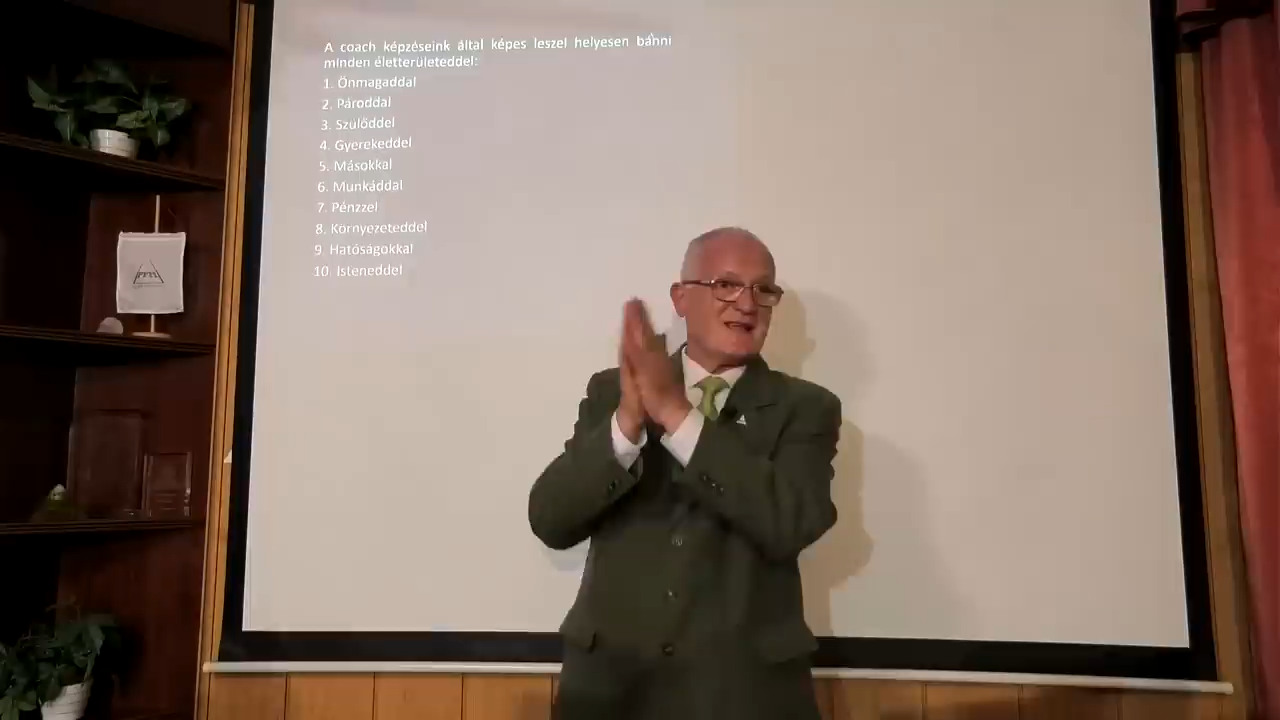 A coach képzéseink által képes leszel helyesen bánni
minden életterületeddel:
1. Önmagaddal
2. Pároddal
3. Szülőddel
4. Gyerekeddel
5. Másokkal
6. Munkáddal
7. Pénzzel
8. Környezeteddel
9. Hatóságokkal
10. Isteneddel